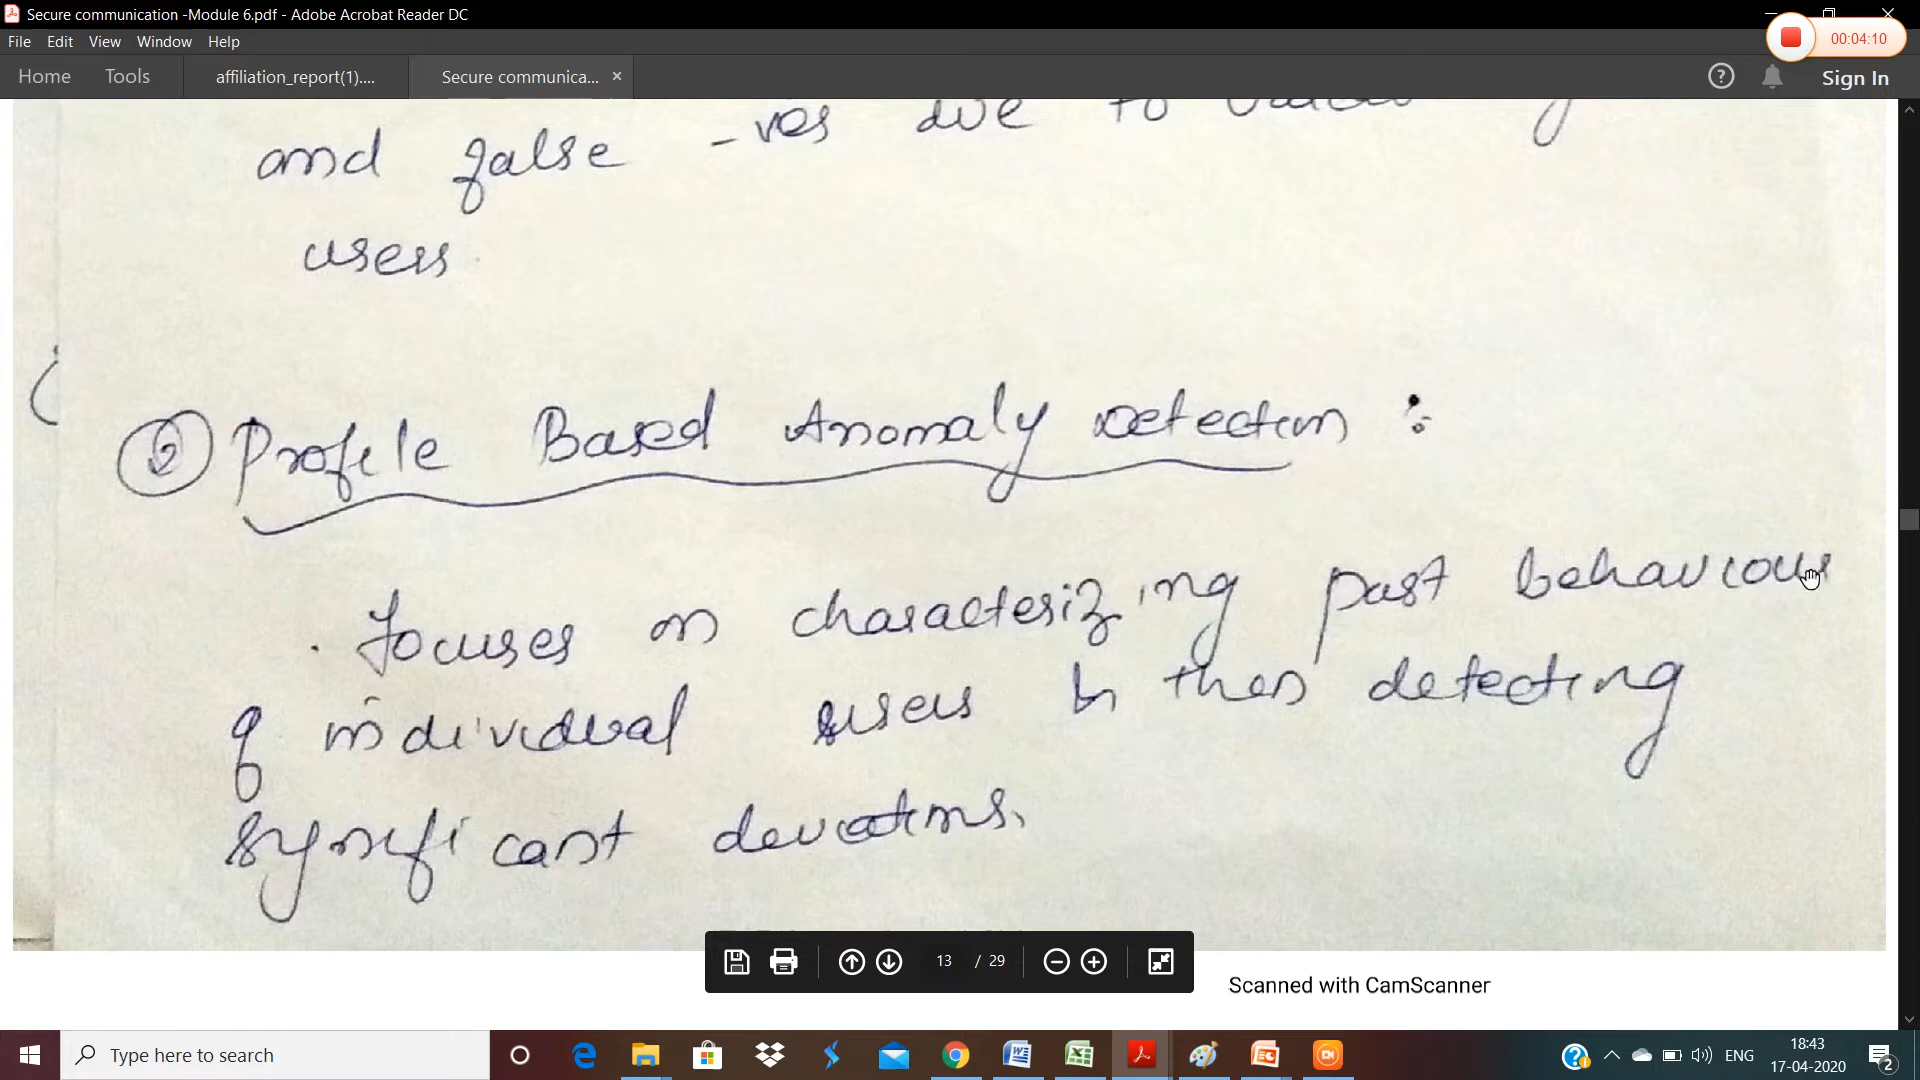 Secure communication -Module 6.pdf - Adobe Acrobat Reader DC
00:04:10
File Edit View Window Help
Home Tools affiliation_report(1).... Secure communica... × Sign In
and false -ves due to
users
② Profile Based Anomaly Detection :
. focuses on characterizing past behaviour
of individual users & then detecting
significant deviations.
13 / 29
Scanned with CamScanner
Type here to search
ENG
18:43
17-04-2020
2